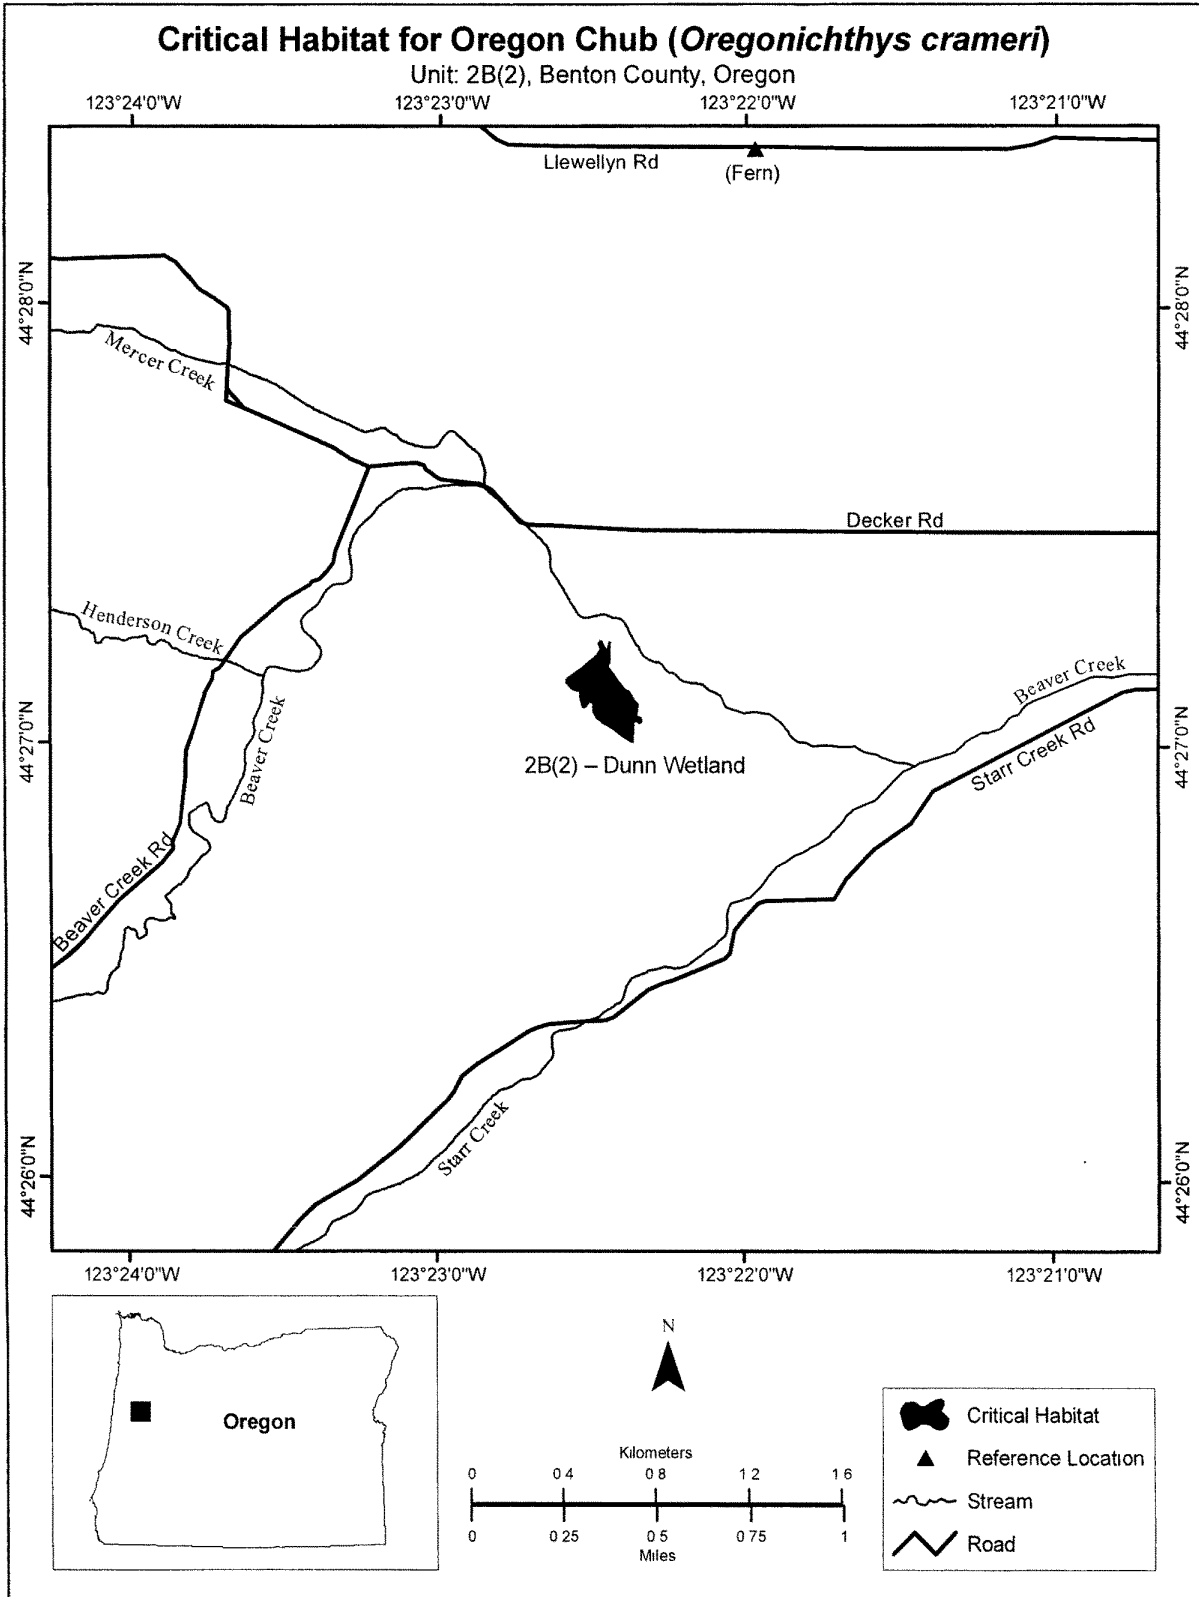 Critical Habitat for Oregon Chub (Oregonichthys crameri)
Unit: 2B(2), Benton County, Oregon
123°24'0"W 123°23'0"W 123°22'0"W 123°21'0"W
Llewellyn Rd
(Fern)
44°28'0"N
44°28'0"N
Mercer Creek
Decker Rd
Henderson Creek
Beaver Creek
Beaver Creek
Starr Creek Rd
44°27'0"N
44°27'0"N
2B(2) – Dunn Wetland
Beaver Creek Rd
Starr Creek
44°26'0"N
44°26'0"N
123°24'0"W 123°23'0"W 123°22'0"W 123°21'0"W
Oregon
N
Kilometers
0 0 4 0 8 1 2 1 6
0 0 25 0 5 0 75 1
Miles
Critical Habitat
Reference Location
Stream
Road